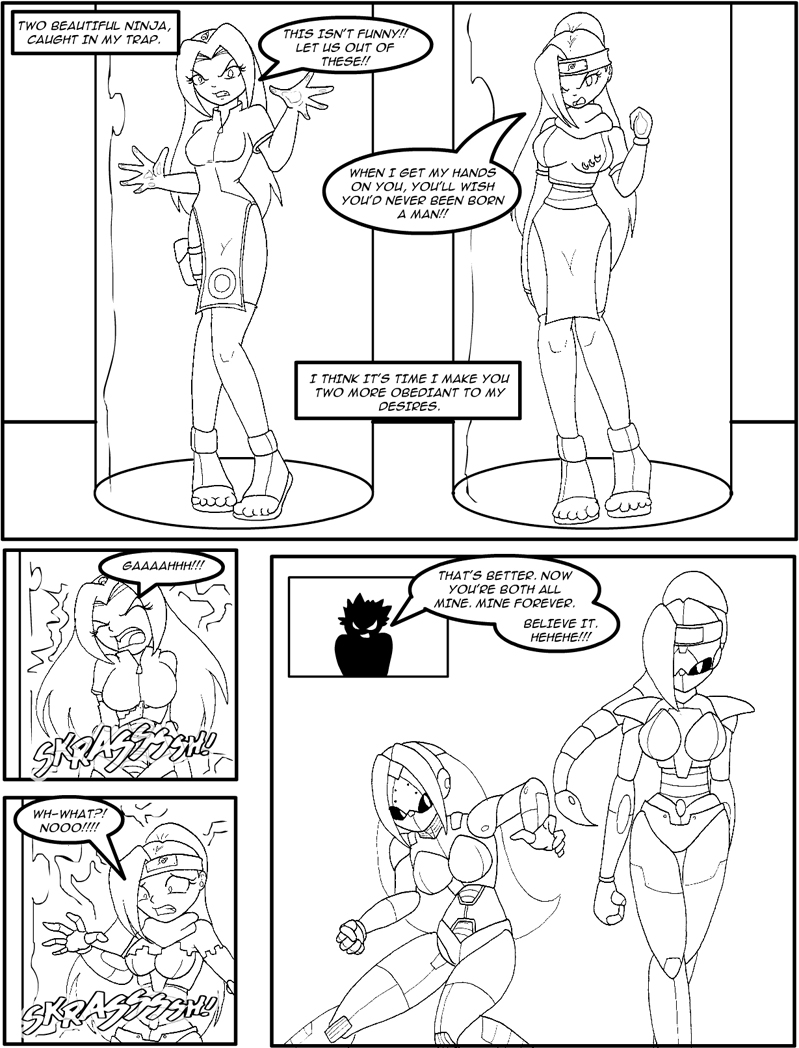 TWO BEAUTIFUL NINJA,
CAUGHT IN MY TRAP.
THIS ISN'T FUNNY!!
LET US OUT OF
THESE!!
WHEN I GET MY HANDS
ON YOU, YOU'LL WISH
YOU'D NEVER BEEN BORN
A MAN!!
I THINK IT'S TIME I MAKE YOU
TWO MORE OBEDIANT TO MY
DESIRES.
GAAAAHHH!!!
SKRASSSSSH!
WH-WHAT?!
NOOO!!!!
SKRASSSSSH!
THAT'S BETTER. NOW
YOU'RE BOTH ALL
MINE. MINE FOREVER.
BELIEVE IT.
HEHEHE!!!